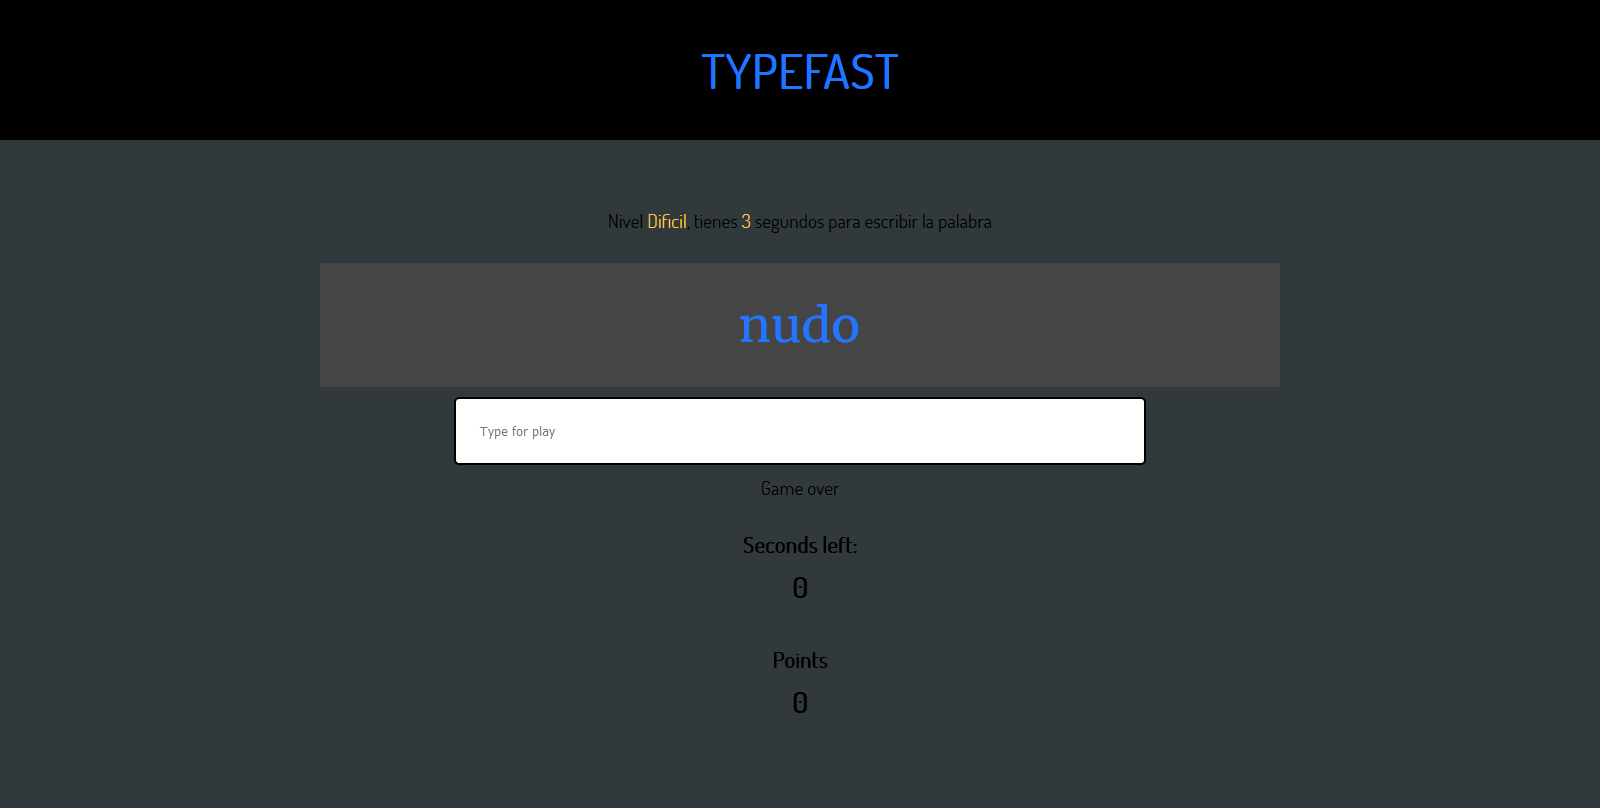 TYPEFAST
Nivel Dificil, tienes 3 segundos para escribir la palabra
nudo
Type for play
Game over
Seconds left:
0
Points
0